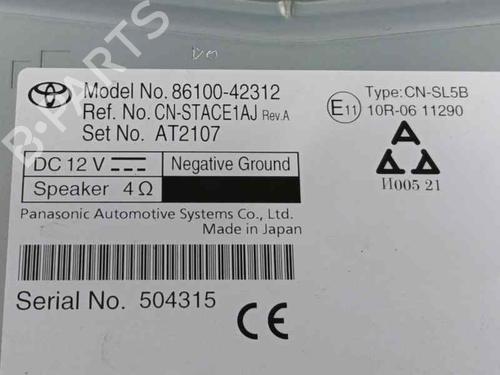 Model No. 86100-42312
Ref. No. CN-STACE1AJ Rev.A
Set No. AT2107
DC 12 V
Negative Ground
Speaker 4Ω
Panasonic Automotive Systems Co., Ltd.
Made in Japan
Serial No. 504315
CE
Type:CN-SL5B
E11 10R-06 11290
H005 21
B-Parts